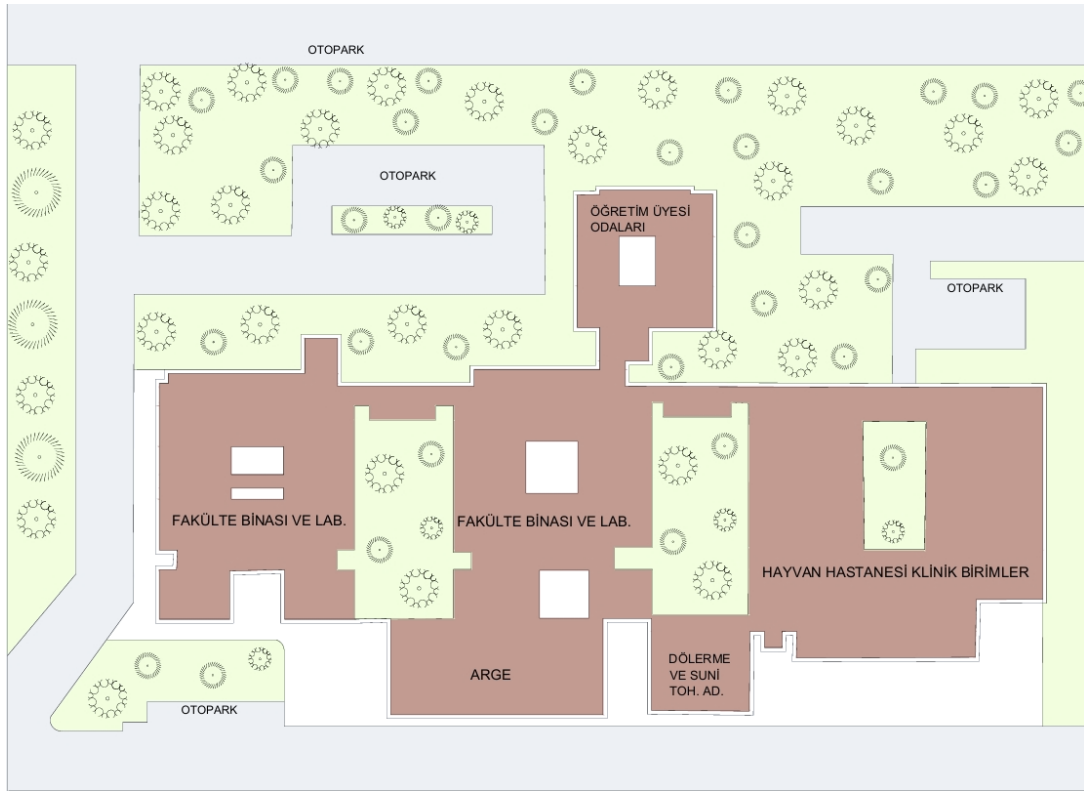 OTOPARK
OTOPARK
ÖĞRETİM ÜYESİ
ODALARI
OTOPARK
FAKÜLTE BİNASI VE LAB.
FAKÜLTE BİNASI VE LAB.
HAYVAN HASTANESİ KLİNİK BİRİMLER
ARGE
DÖLERME
VE SUNİ
TOH. AD.
OTOPARK